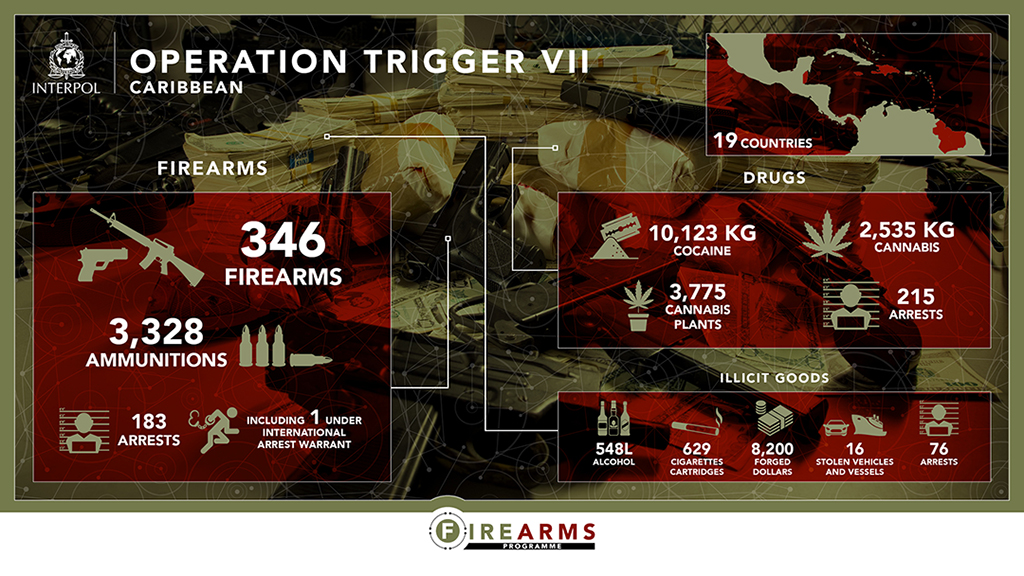 INTERPOL
OPERATION TRIGGER VII
CARIBBEAN
19 COUNTRIES
FIREARMS
346
FIREARMS
3,328
AMMUNITIONS
183
ARRESTS
INCLUDING 1 UNDER
INTERNATIONAL
ARREST WARRANT
DRUGS
10,123 KG
COCAINE
2,535 KG
CANNABIS
3,775
CANNABIS
PLANTS
215
ARRESTS
ILLICIT GOODS
548L
ALCOHOL
629
CIGARETTES
CARTRIDGES
8,200
FORGED
DOLLARS
16
STOLEN VEHICLES
AND VESSELS
76
ARRESTS
FIREARMS
PROGRAMME